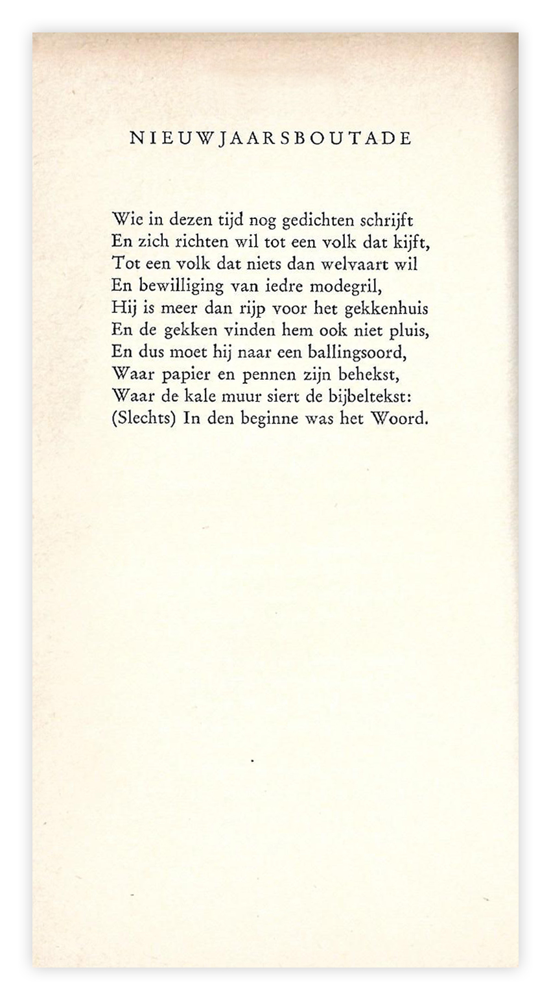 NIEUWJAARSBOUTADE
Wie in dezen tijd nog gedichten schrijft
En zich richten wil tot een volk dat kijft,
Tot een volk dat niets dan welvaart wil
En bewilliging van iedre modegril,
Hij is meer dan rijp voor het gekkenhuis
En de gekken vinden hem ook niet pluis,
En dus moet hij naar een ballingsoord,
Waar papier en pennen zijn behekst,
Waar de kale muur siert de bijbeltekst:
(Slechts) In den beginne was het Woord.